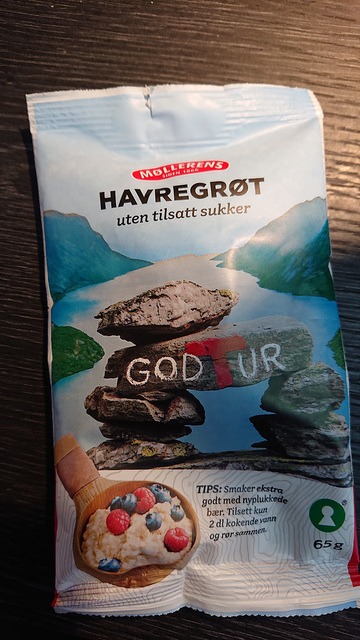 MØLLERENS
SIDEN 1895
HAVREGRØT
uten tilsatt sukker
GOD TUR
TIPS: Smaker ekstra
godt med nyplukkede
bær. Tilsett kun
2 dl kokende vann
og rør sammen.
65 g